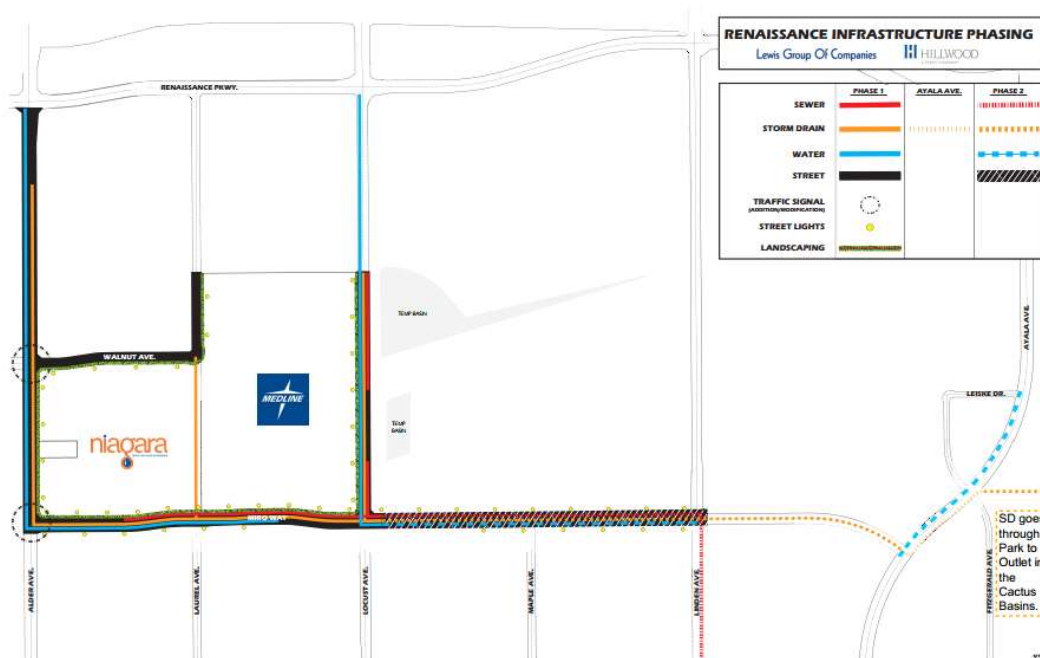 RENAISSANCE INFRASTRUCTURE PHASING
Lewis Group Of Companies
HILLWOOD
PHASE 1
AYALA AVE.
PHASE 2
SEWER
STORM DRAIN
WATER
STREET
TRAFFIC SIGNAL
(ADDITION/MODIFICATION)
STREET LIGHTS
LANDSCAPING
RENAISSANCE PKWY.
TEMP BASIN
AYALA AVE.
WALNUT AVE.
MEDLINE
LEISKE DR.
TEMP
BASIN
niagara
MIRO WAY
SD goes
through
Park to
Outlet in
the
Cactus
Basins.
ALDER AVE.
LAUREL AVE.
LOCUST AVE.
MAPLE AVE.
LINDEN AVE.
FITZGERALD AVE.